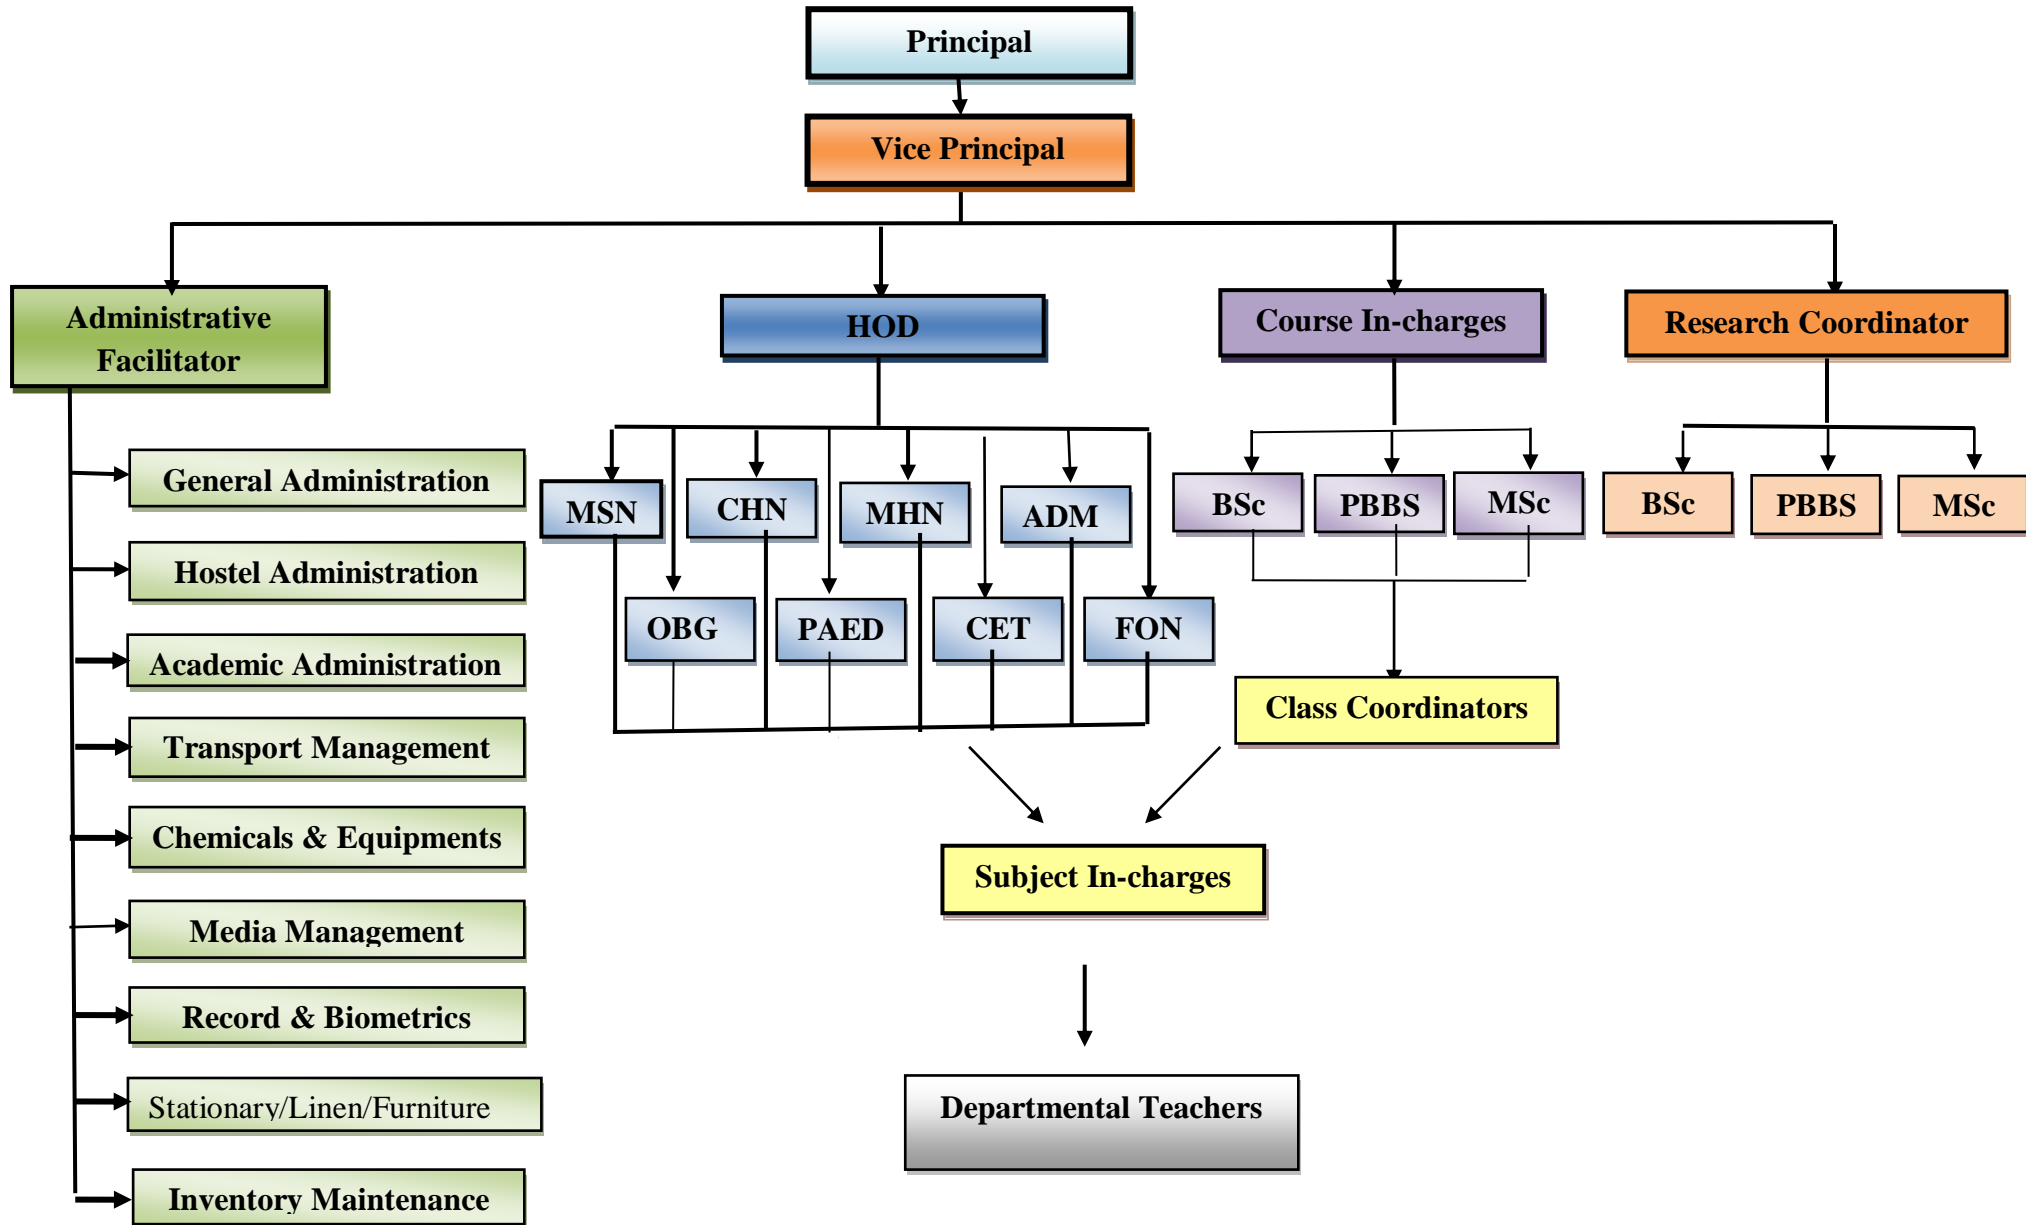 Principal
Vice Principal
Administrative
Facilitator
HOD
Course In-charges
Research Coordinator
General Administration
Hostel Administration
Academic Administration
Transport Management
Chemicals & Equipments
Media Management
Record & Biometrics
Stationary/Linen/Furniture
Inventory Maintenance
MSN
CHN
MHN
ADM
OBG
PAED
CET
FON
BSc
PBBS
MSc
BSc
PBBS
MSc
Class Coordinators
Subject In-charges
Departmental Teachers